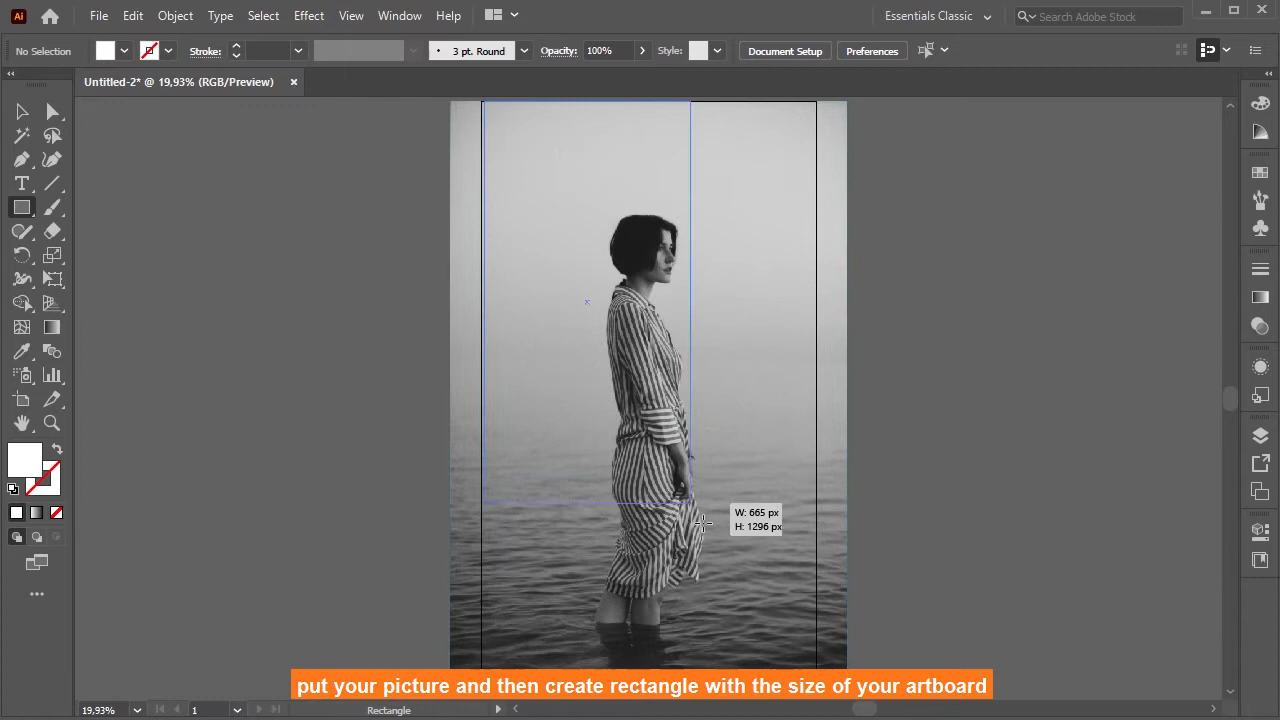 Ai
File Edit Object Type Select Effect View Window Help
Essentials Classic
Search Adobe Stock
No Selection
Stroke:
3 pt. Round
Opacity: 100%
Style:
Document Setup
Preferences
Untitled-2* @ 19,93% (RGB/Preview)
W: 665 px
H: 1296 px
put your picture and then create rectangle with the size of your artboard
19,93%
1
Rectangle